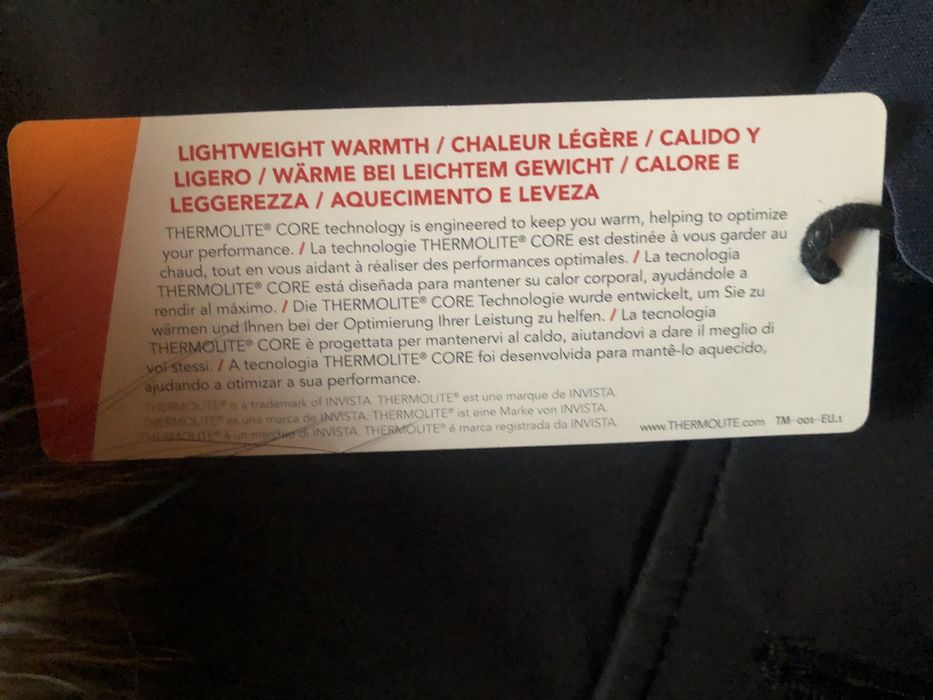 LIGHTWEIGHT WARMTH / CHALEUR LÉGÈRE / CALIDO Y
LIGERO / WÄRME BEI LEICHTEM GEWICHT / CALORE E
LEGGEREZZA / AQUECIMENTO E LEVEZA
THERMOLITE® CORE technology is engineered to keep you warm, helping to optimize
your performance. / La technologie THERMOLITE® CORE est destinée à vous garder au
chaud, tout en vous aidant à réaliser des performances optimales. / La tecnologia
THERMOLITE® CORE está diseñada para mantener su calor corporal, ayudándole a
rendir al máximo. / Die THERMOLITE® CORE Technologie wurde entwickelt, um Sie zu
wärmen und Ihnen bei der Optimierung Ihrer Leistung zu helfen. / La tecnologia
THERMOLITE® CORE è progettata per mantenervi al caldo, aiutandovi a dare il meglio di
voi stessi. / A tecnologia THERMOLITE® CORE foi desenvolvida para mantê-lo aquecido,
ajudando a otimizar a sua performance.
THERMOLITE® is a trademark of INVISTA. THERMOLITE® est une marque de INVISTA.
THERMOLITE® es una marca de INVISTA. THERMOLITE® ist eine Marke von INVISTA.
THERMOLITE® è un marchio di INVISTA. THERMOLITE® é marca registrada da INVISTA.
www.THERMOLITE.com TM-001-EU.1